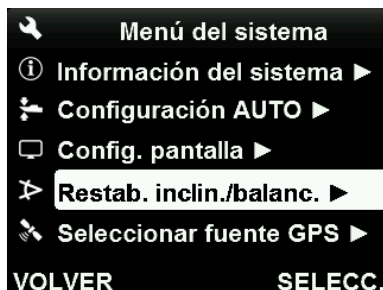 Menú del sistema
Información del sistema ►
Configuración AUTO ►
Config. pantalla ►
Restab. inclin./balanc. ►
Seleccionar fuente GPS ►
VOLVER SELECC.